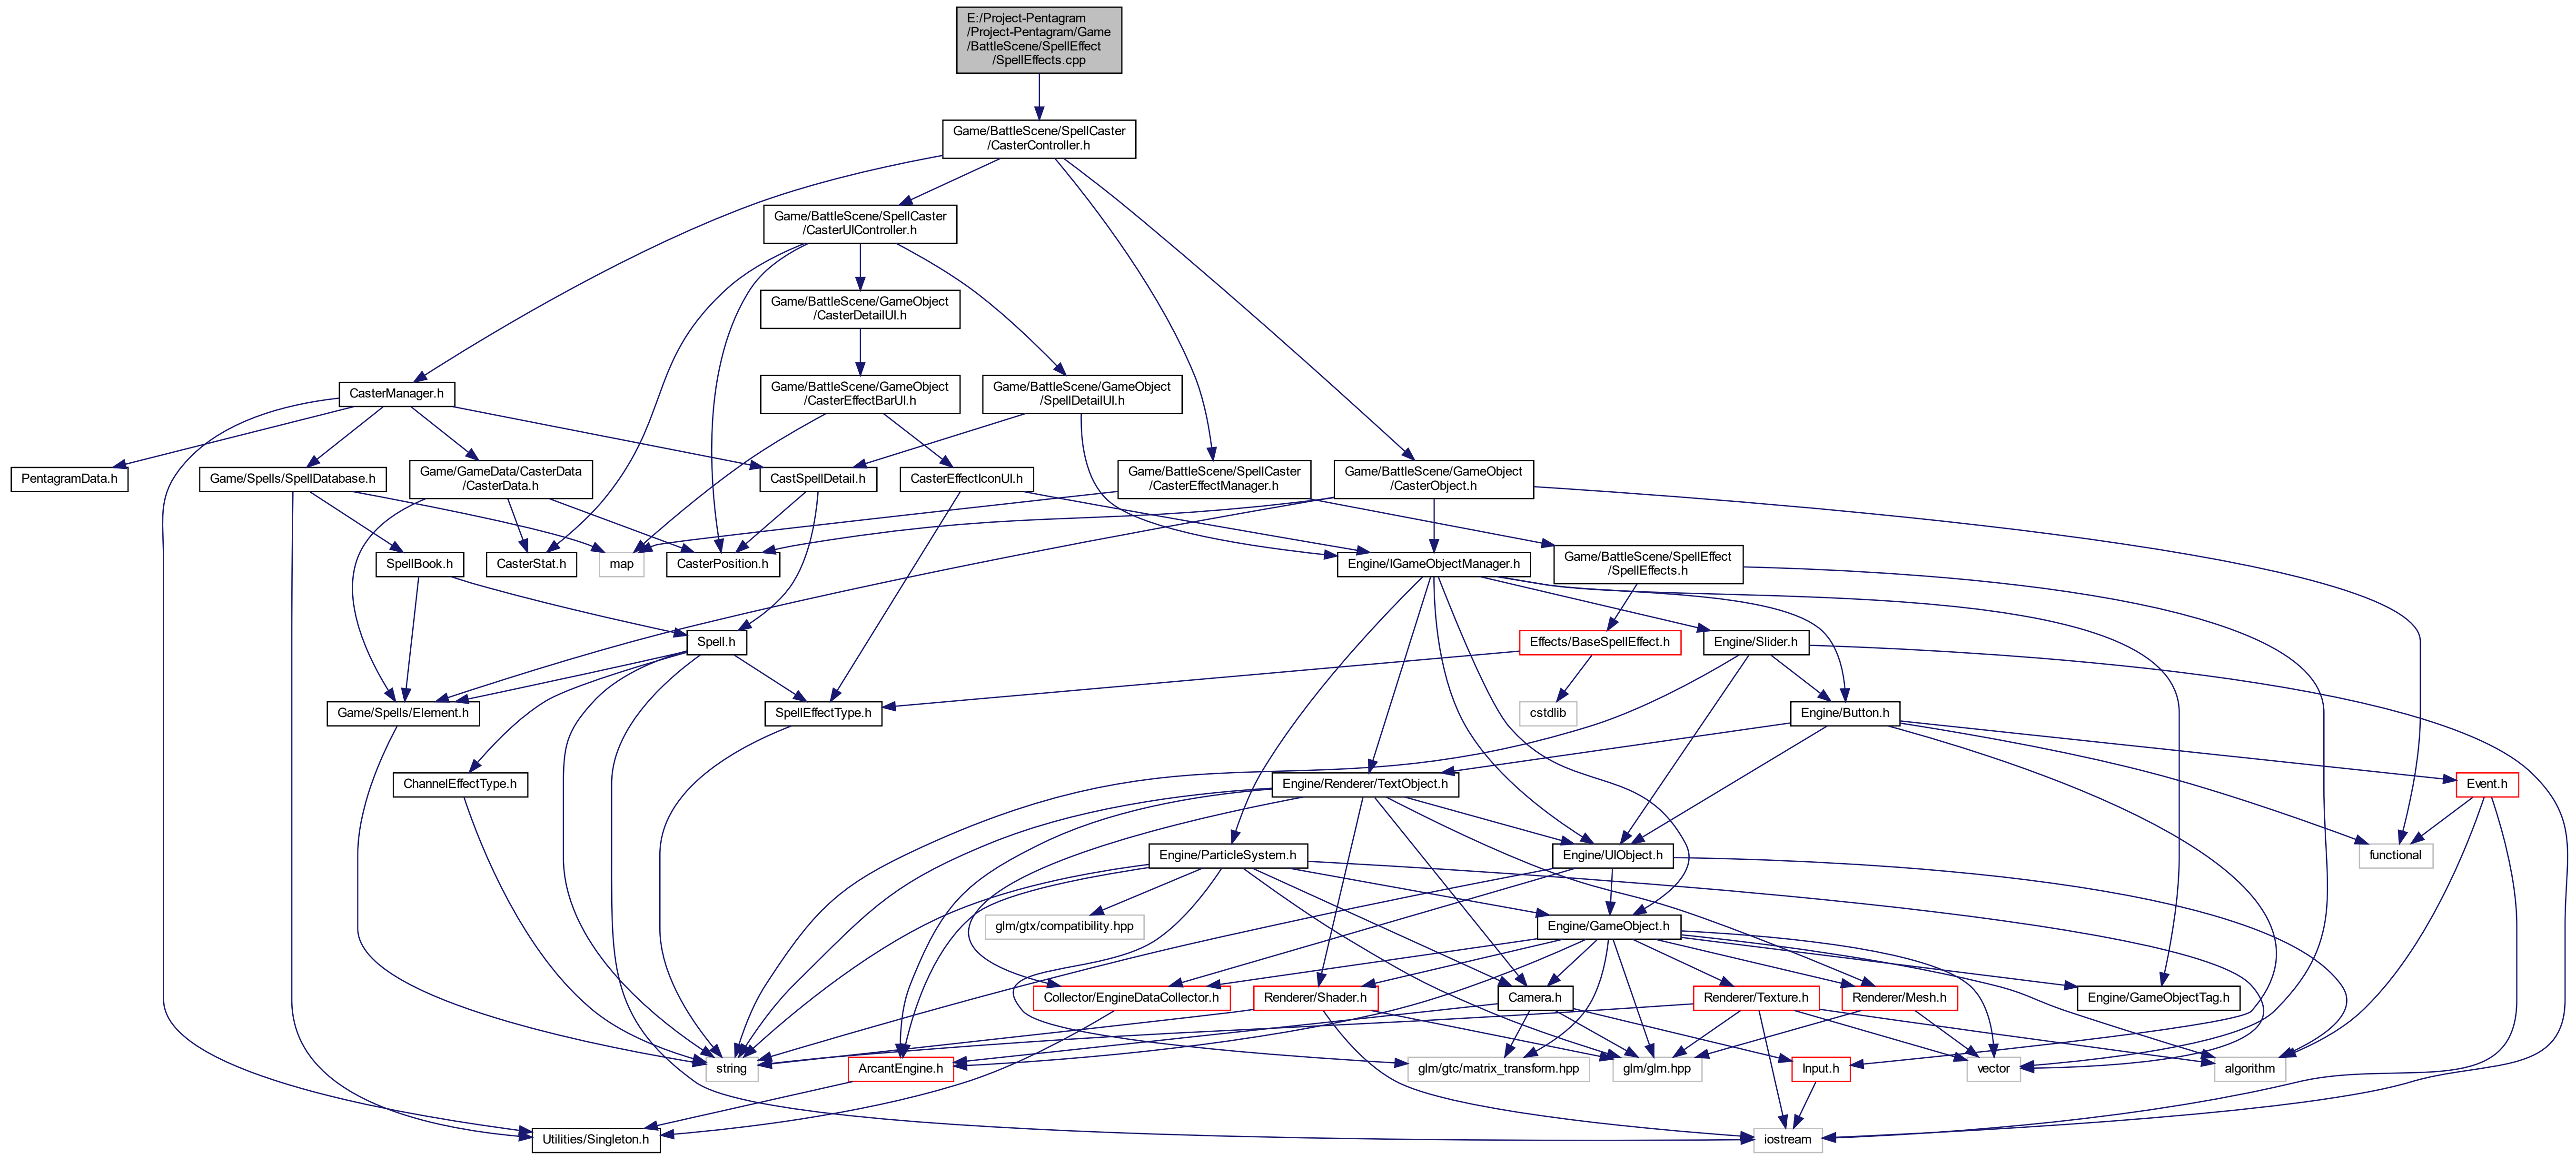 E:/Project-Pentagram
/Project-Pentagram/Game
/BattleScene/SpellEffect
/SpellEffects.cpp
Game/BattleScene/SpellCaster
/CasterController.h
Game/BattleScene/SpellCaster
/CasterUIController.h
Game/BattleScene/GameObject
/CasterDetailUI.h
CasterManager.h
Game/BattleScene/GameObject
/CasterEffectBarUI.h
Game/BattleScene/GameObject
/SpellDetailUI.h
PentagramData.h
Game/Spells/SpellDatabase.h
Game/GameData/CasterData
/CasterData.h
CastSpellDetail.h
CasterEffectIconUI.h
Game/BattleScene/SpellCaster
/CasterEffectManager.h
Game/BattleScene/GameObject
/CasterObject.h
SpellBook.h
CasterStat.h
map
CasterPosition.h
Engine/IGameObjectManager.h
Game/BattleScene/SpellEffect
/SpellEffects.h
Spell.h
Effects/BaseSpellEffect.h
Engine/Slider.h
Game/Spells/Element.h
SpellEffectType.h
cstdlib
Engine/Button.h
ChannelEffectType.h
Engine/Renderer/TextObject.h
Event.h
Engine/ParticleSystem.h
Engine/UIObject.h
functional
glm/gtx/compatibility.hpp
Engine/GameObject.h
Collector/EngineDataCollector.h
Renderer/Shader.h
Camera.h
Renderer/Texture.h
Renderer/Mesh.h
Engine/GameObjectTag.h
string
ArcantEngine.h
glm/gtc/matrix_transform.hpp
glm/glm.hpp
Input.h
vector
algorithm
Utilities/Singleton.h
iostream